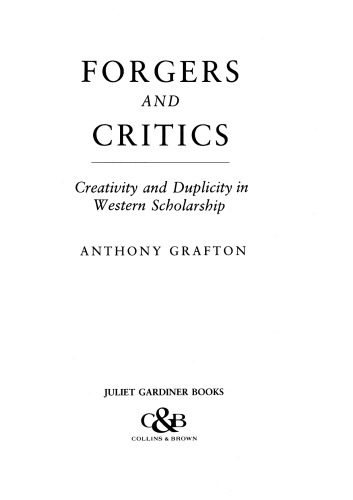 FORGERS
AND
CRITICS
Creativity and Duplicity in
Western Scholarship
ANTHONY GRAFTON
JULIET GARDINER BOOKS
C&B
COLLINS & BROWN